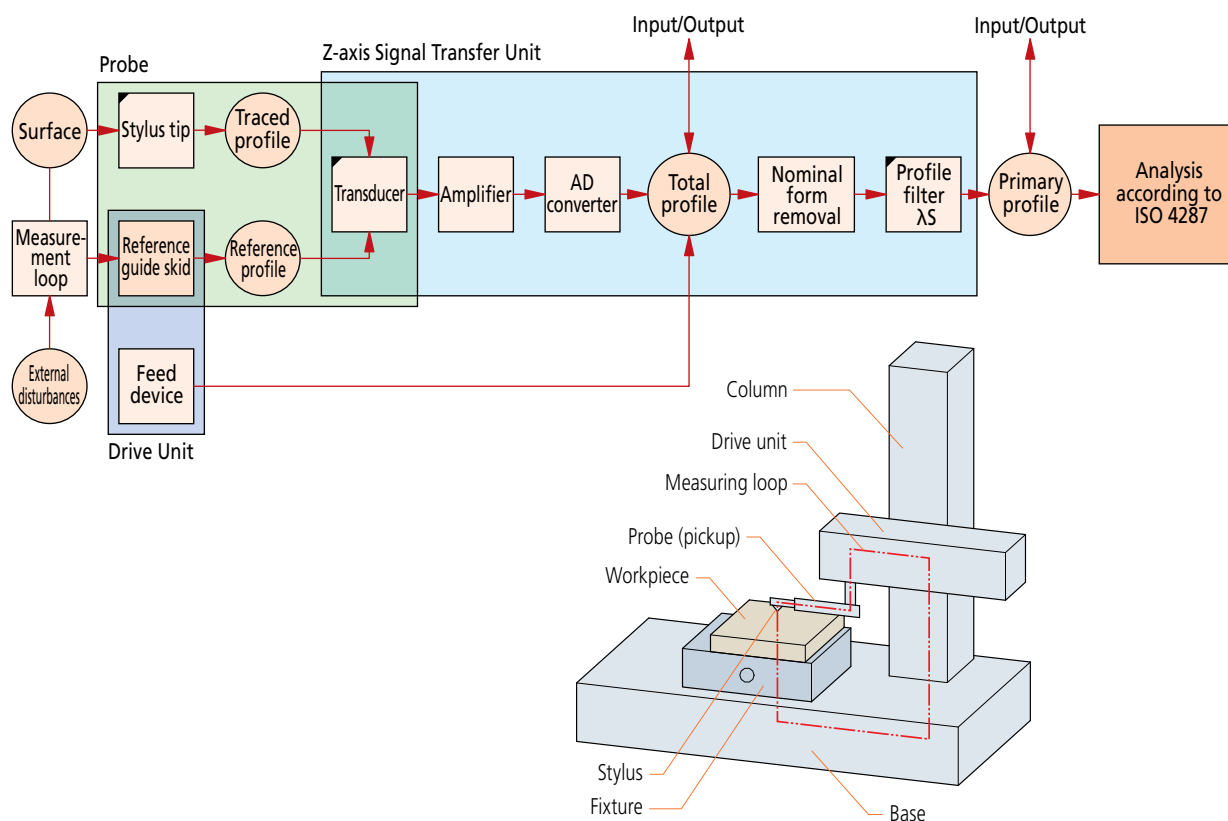 Input/Output
Input/Output
Z-axis Signal Transfer Unit
Probe
Surface
Stylus tip
Traced
profile
Transducer
Amplifier
AD
converter
Total
profile
Nominal
form
removal
Profile
filter
λS
Primary
profile
Analysis
according to
ISO 4287
Measure-
ment
loop
Reference
guide skid
Reference
profile
External
disturbances
Feed
device
Drive Unit
Column
Drive unit
Measuring loop
Probe (pickup)
Workpiece
Stylus
Fixture
Base